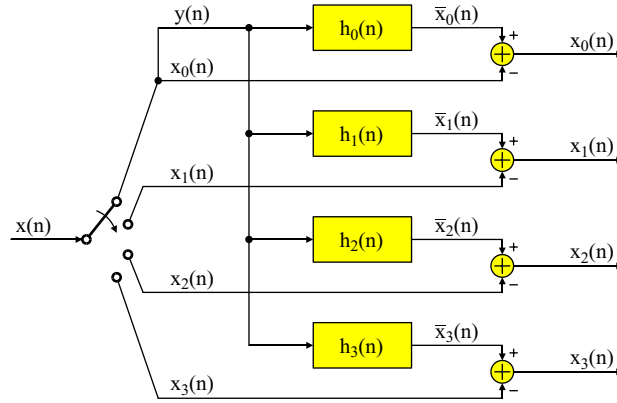 y(n) h₀(n) x̅₀(n) + x₀(n)
x₀(n) −
h₁(n) x̅₁(n) + x₁(n)
x₁(n) −
x(n)
h₂(n) x̅₂(n) + x₂(n)
x₂(n) −
h₃(n) x̅₃(n) + x₃(n)
x₃(n) −